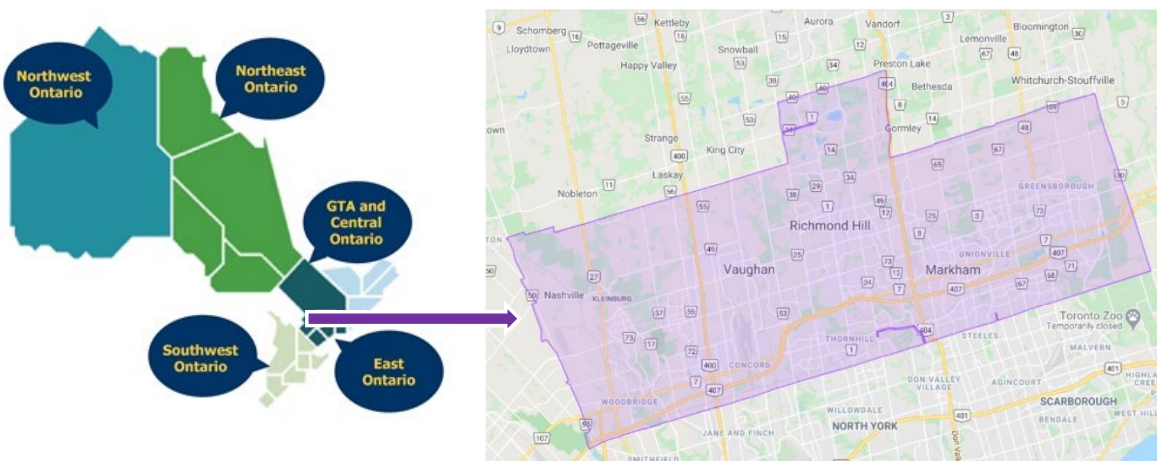 Northwest
Ontario
Northeast
Ontario
GTA and
Central
Ontario
Southwest
Ontario
East
Ontario
Schomberg
Kettleby
Aurora
Vandorf
Bloomington
Lloydtown
Pottageville
Snowball
Lemonville
Happy Valley
Preston Lake
Whitchurch-Stouffville
Bethesda
Strange
King City
Gormley
Laskay
Nobleton
GREENSBOROUGH
Richmond Hill
UNIONVILLE
Vaughan
Markham
Nashville
KLEINBURG
Toronto Zoo
Temporarily closed
THORNHILL
STEELES
MALVERN
CONCORD
DON VALLEY
VILLAGE
AGINCOURT
WOODBRIDGE
WILLOWDALE
SCARBOROUGH
BENDALE
WEST HILL
NORTH YORK
JANE AND FINCH
SMITHFIELD